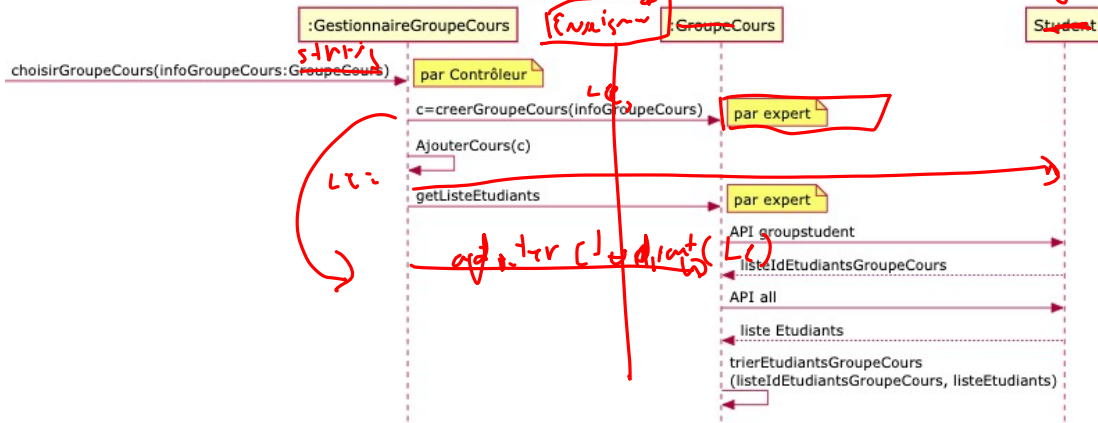 :GestionnaireGroupeCours
:GroupeCours
Student
string
choisirGroupeCours(infoGroupeCours:GroupeCours)
par Contrôleur
c=creerGroupeCours(infoGroupeCours)
par expert
AjouterCours(c)
getListeEtudiants
par expert
API groupstudent
listeIdEtudiantsGroupeCours
API all
liste Etudiants
trierEtudiantsGroupeCours
(listeIdEtudiantsGroupeCours, listeEtudiants)